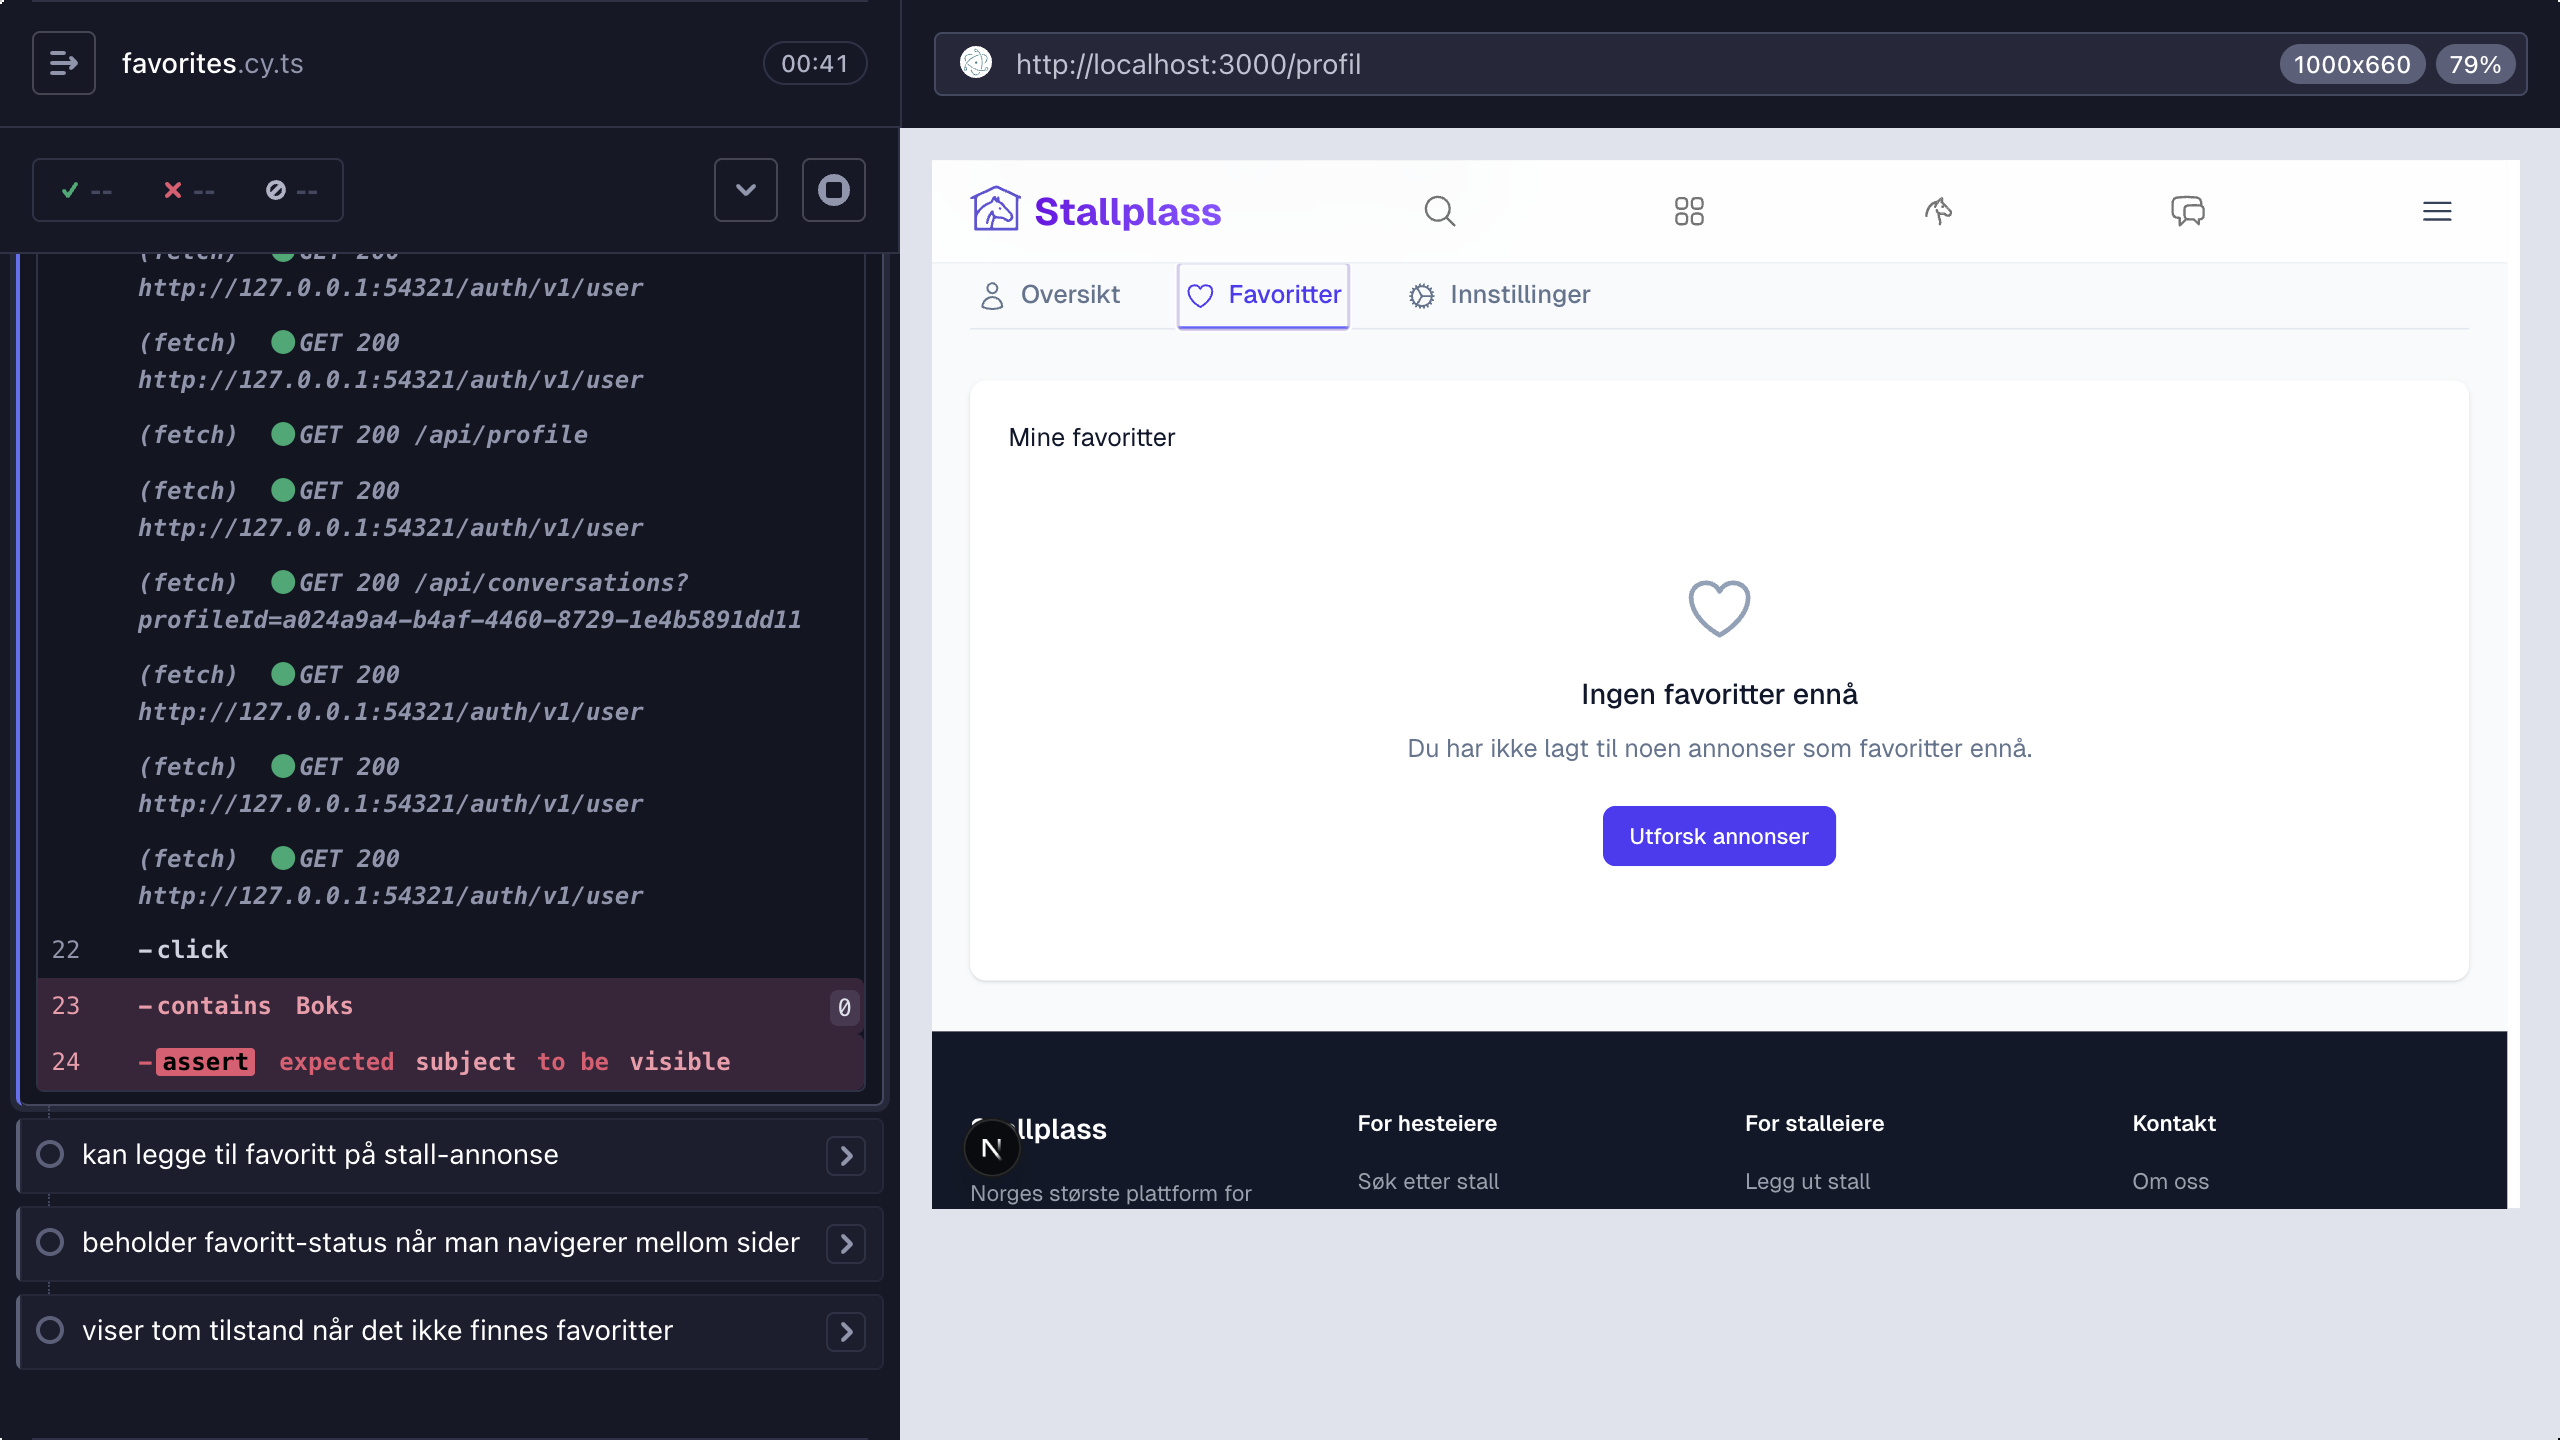 favorites.cy.ts
00:41
-- -- --
(fetch) GET 200
http://127.0.0.1:54321/auth/v1/user
(fetch) GET 200
http://127.0.0.1:54321/auth/v1/user
(fetch) GET 200 /api/profile
(fetch) GET 200
http://127.0.0.1:54321/auth/v1/user
(fetch) GET 200 /api/conversations?
profileId=a024a9a4-b4af-4460-8729-1e4b5891dd11
(fetch) GET 200
http://127.0.0.1:54321/auth/v1/user
(fetch) GET 200
http://127.0.0.1:54321/auth/v1/user
(fetch) GET 200
http://127.0.0.1:54321/auth/v1/user
22 -click
23 -contains Boks 0
24 -assert expected subject to be visible
kan legge til favoritt på stall-annonse
beholder favoritt-status når man navigerer mellom sider
viser tom tilstand når det ikke finnes favoritter
http://localhost:3000/profil
1000x660 79%
Stallplass
Oversikt Favoritter Innstillinger
Mine favoritter
Ingen favoritter ennå
Du har ikke lagt til noen annonser som favoritter ennå.
Utforsk annonser
Stallplass
N
Norges største plattform for
For hesteiere
Søk etter stall
For stalleiere
Legg ut stall
Kontakt
Om oss